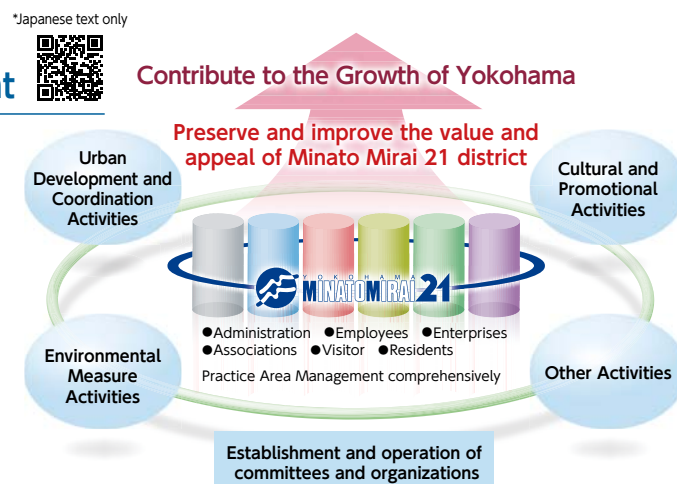 *Japanese text only
Contribute to the Growth of Yokohama
Preserve and improve the value and
appeal of Minato Mirai 21 district
Urban
Development and
Coordination
Activities
Cultural and
Promotional
Activities
YOKOHAMA
MINATOMIRAI 21
●Administration ●Employees ●Enterprises
●Associations ●Visitor ●Residents
Practice Area Management comprehensively
Environmental
Measure
Activities
Other Activities
Establishment and operation of
committees and organizations